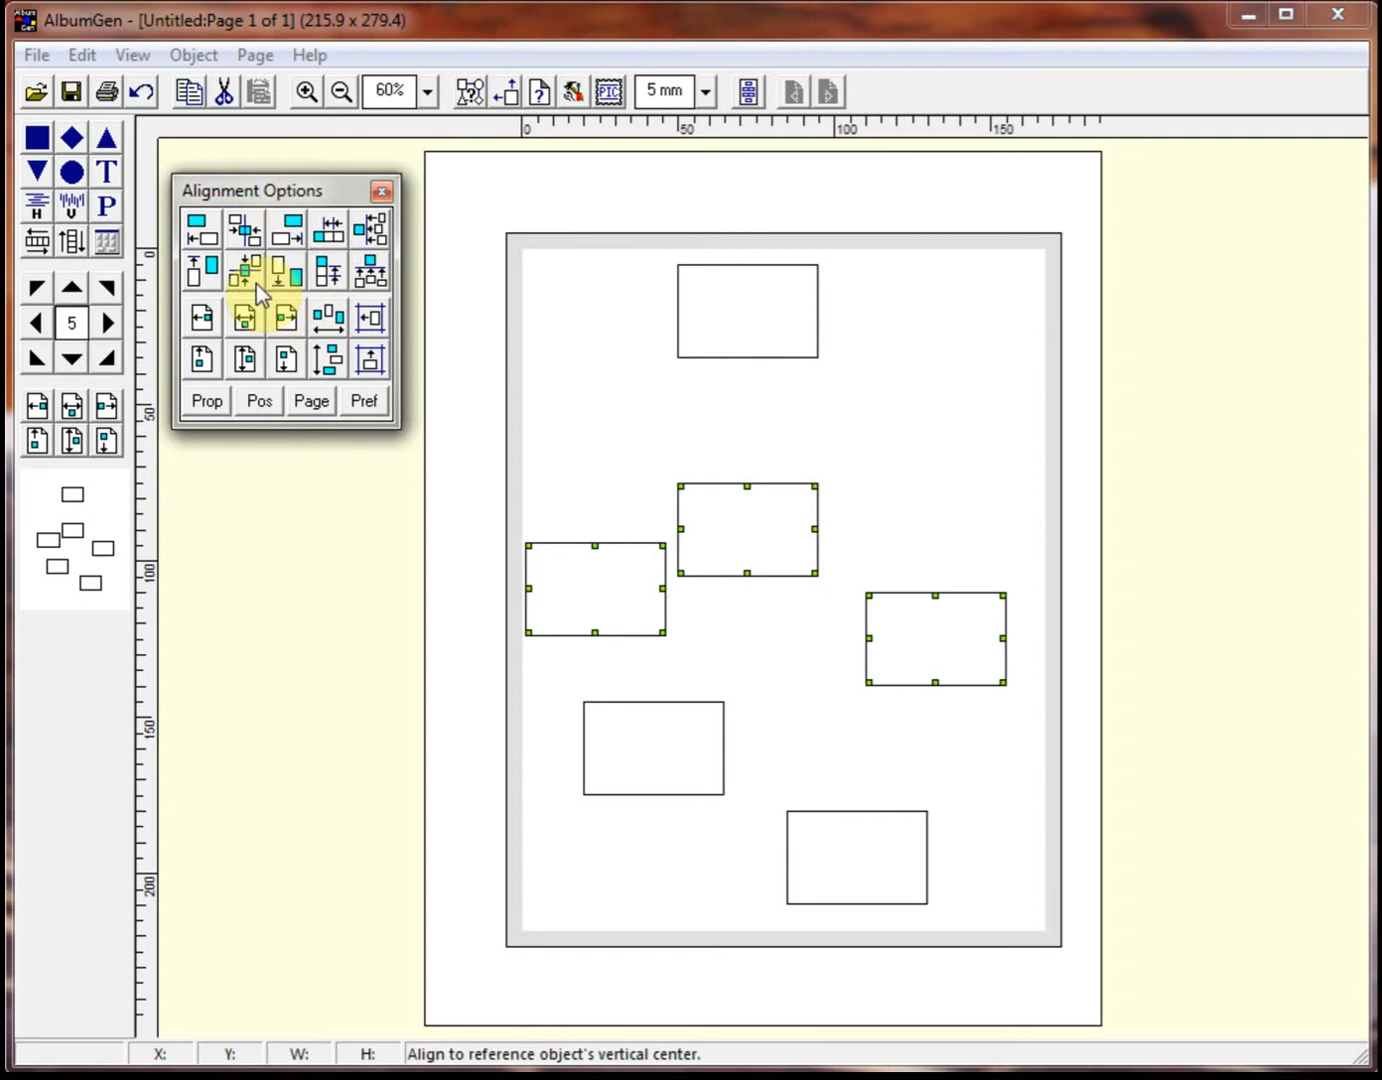 AlbumGen - [Untitled:Page 1 of 1] (215.9 x 279.4)
File Edit View Object Page Help
60% PIC 5 mm
0 50 100 150
T
H V P
Alignment Options
5
Prop Pos Page Pref
0
50
100
150
200
X: Y: W: H: Align to reference object's vertical center.